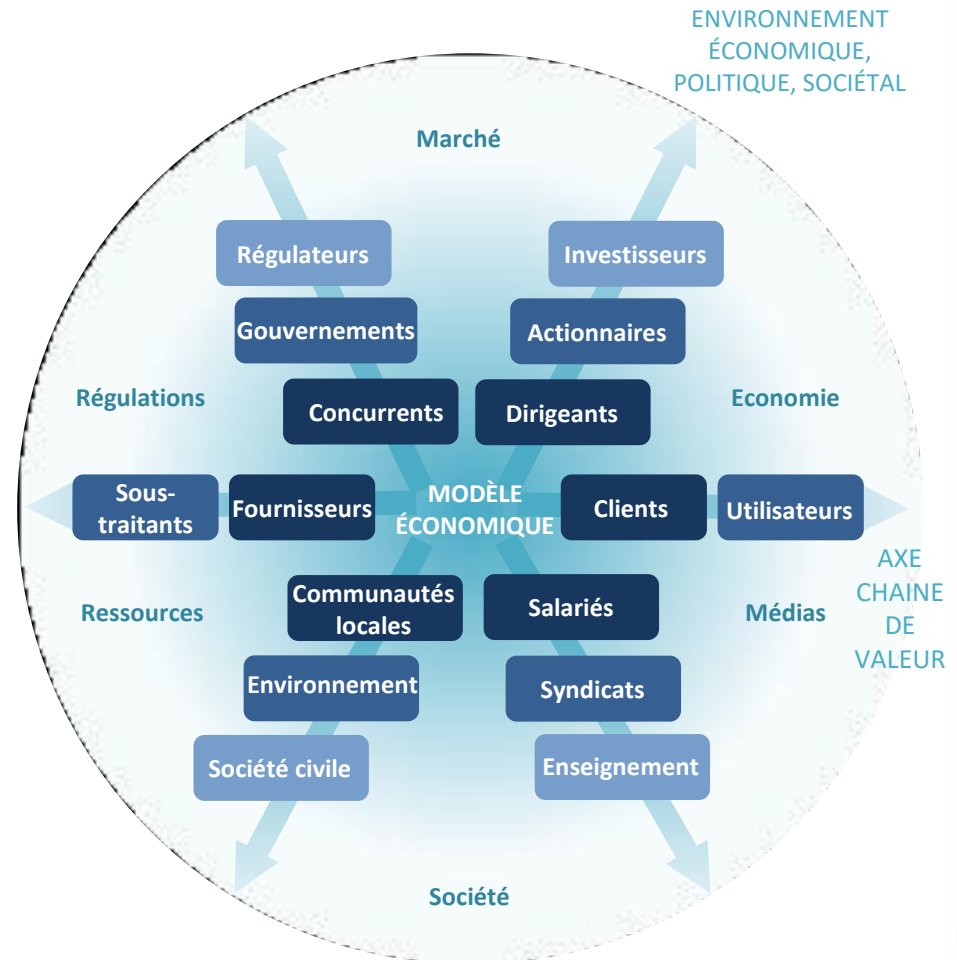 ENVIRONNEMENT
ÉCONOMIQUE,
POLITIQUE, SOCIÉTAL
Marché
Régulateurs
Investisseurs
Gouvernements
Actionnaires
Régulations
Concurrents
Dirigeants
Economie
Sous-
traitants
Fournisseurs
MODÈLE
ÉCONOMIQUE
Clients
Utilisateurs
AXE
CHAINE
DE
VALEUR
Ressources
Communautés
locales
Salariés
Médias
Environnement
Syndicats
Société civile
Enseignement
Société